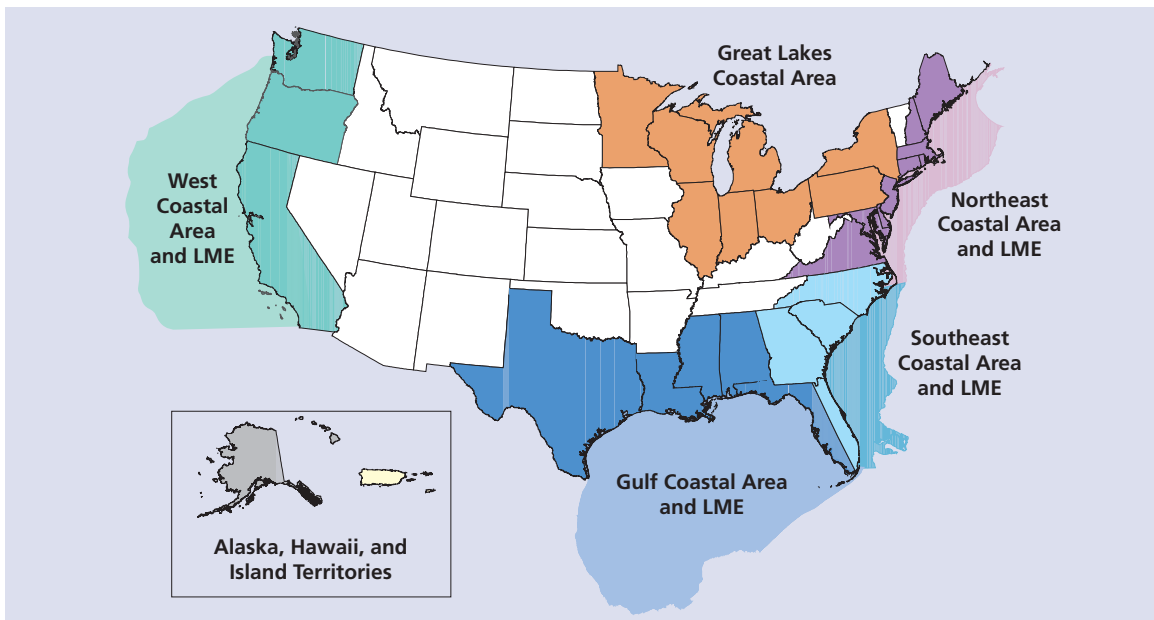 Great Lakes
Coastal Area
West
Coastal
Area
and LME
Northeast
Coastal Area
and LME
Southeast
Coastal Area
and LME
Gulf Coastal Area
and LME
Alaska, Hawaii, and
Island Territories